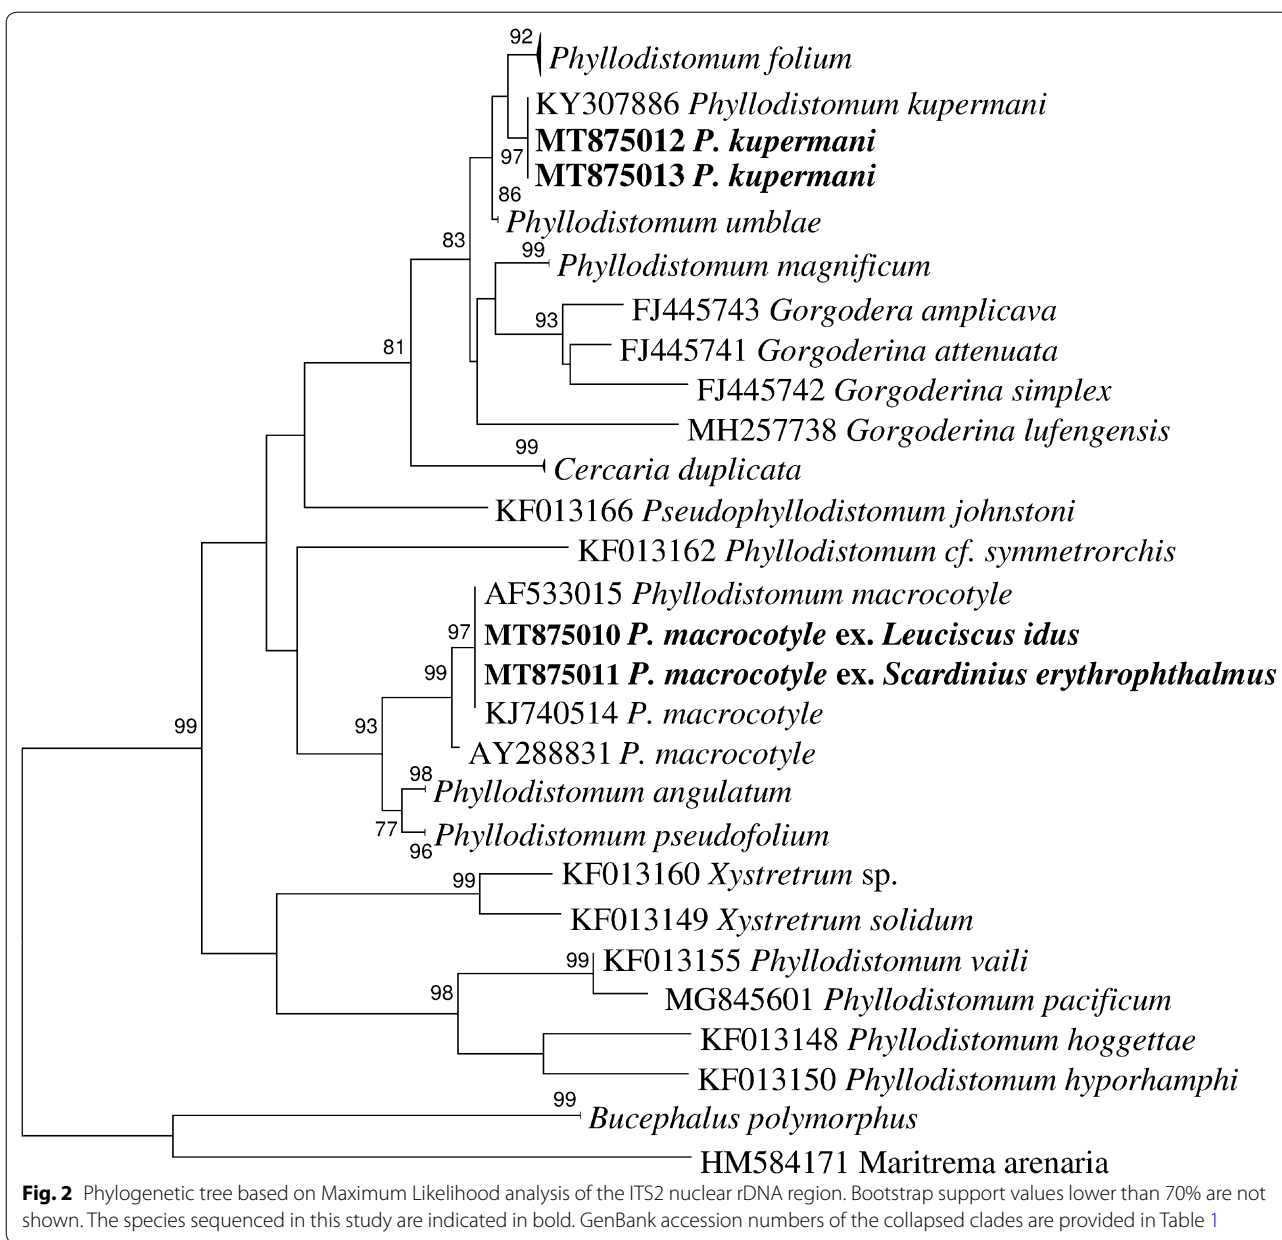 92
Phyllodistomum folium
KY307886 Phyllodistomum kupermani
MT875012 P. kupermani
97
MT875013 P. kupermani
86
Phyllodistomum umblae
83
99
Phyllodistomum magnificum
FJ445743 Gorgodera amplicava
93
FJ445741 Gorgoderina attenuata
81
FJ445742 Gorgoderina simplex
MH257738 Gorgoderina lufengensis
99
Cercaria duplicata
KF013166 Pseudophyllodistomum johnstoni
KF013162 Phyllodistomum cf. symmetrorchis
AF533015 Phyllodistomum macrocotyle
97
MT875010 P. macrocotyle ex. Leuciscus idus
99
MT875011 P. macrocotyle ex. Scardinius erythrophthalmus
KJ740514 P. macrocotyle
99
93
AY288831 P. macrocotyle
98
Phyllodistomum angulatum
77
Phyllodistomum pseudofolium
96
KF013160 Xystretrum sp.
99
KF013149 Xystretrum solidum
99
KF013155 Phyllodistomum vaili
98
MG845601 Phyllodistomum pacificum
KF013148 Phyllodistomum hoggettae
KF013150 Phyllodistomum hyporhamphi
99
Bucephalus polymorphus
HM584171 Maritrema arenaria
Fig. 2 Phylogenetic tree based on Maximum Likelihood analysis of the ITS2 nuclear rDNA region. Bootstrap support values lower than 70% are not
shown. The species sequenced in this study are indicated in bold. GenBank accession numbers of the collapsed clades are provided in Table 1